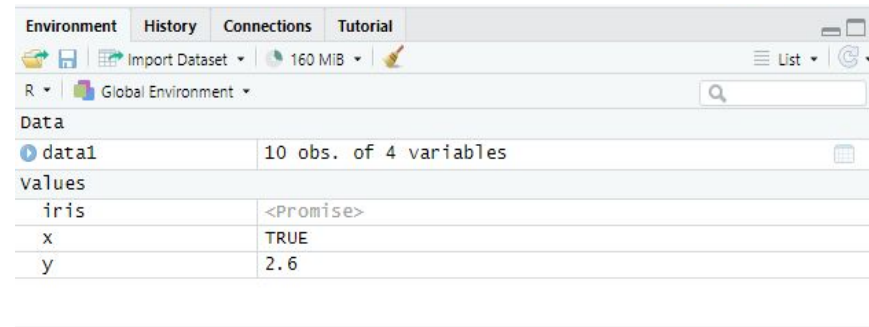 Environment History Connections Tutorial
Import Dataset 160 MiB List
R Global Environment
Data
data1 10 obs. of 4 variables
Values
iris <Promise>
x TRUE
y 2.6